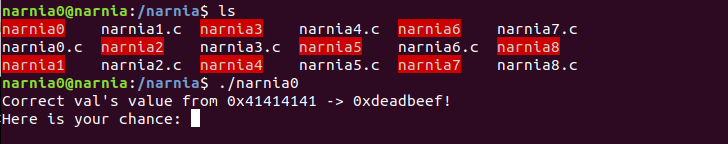 narnia0@narnia:/narnia$ ls
narnia0    narnia1.c  narnia3    narnia4.c  narnia6    narnia7.c
narnia0.c  narnia2    narnia3.c  narnia5    narnia6.c  narnia8
narnia1    narnia2.c  narnia4    narnia5.c  narnia7    narnia8.c
narnia0@narnia:/narnia$ ./narnia0
Correct val's value from 0x41414141 -> 0xdeadbeef!
Here is your chance: